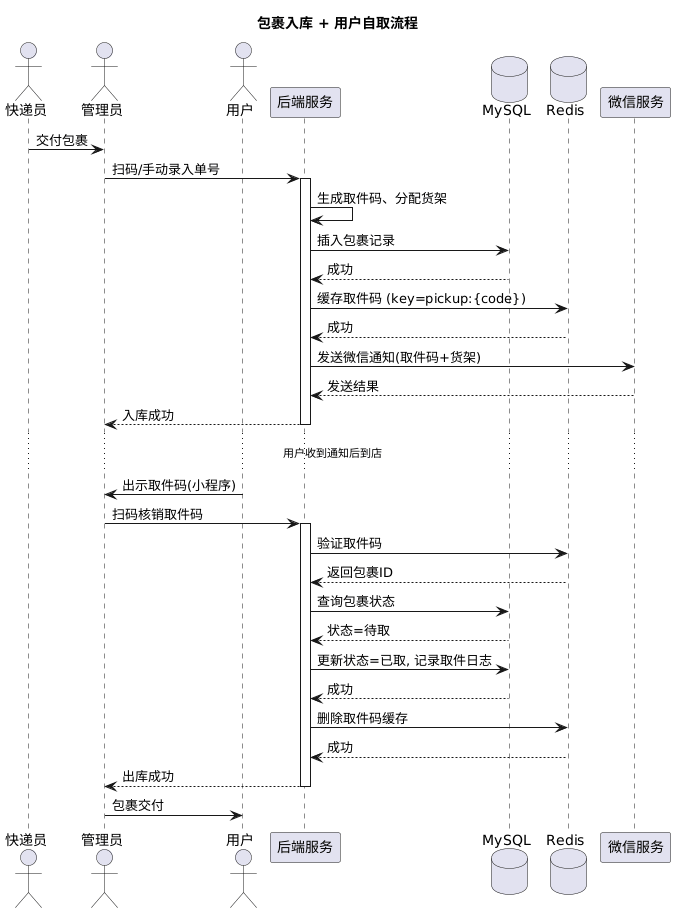 包裹入库 + 用户自取流程
快递员
管理员
用户
后端服务
MySQL
Redis
微信服务
交付包裹
扫码/手动录入单号
生成取件码、分配货架
插入包裹记录
成功
缓存取件码 (key=pickup:{code})
成功
发送微信通知(取件码+货架)
发送结果
入库成功
用户收到通知后到店
出示取件码(小程序)
扫码核销取件码
验证取件码
返回包裹ID
查询包裹状态
状态=待取
更新状态=已取, 记录取件日志
成功
删除取件码缓存
成功
出库成功
包裹交付
快递员
管理员
用户
后端服务
MySQL
Redis
微信服务